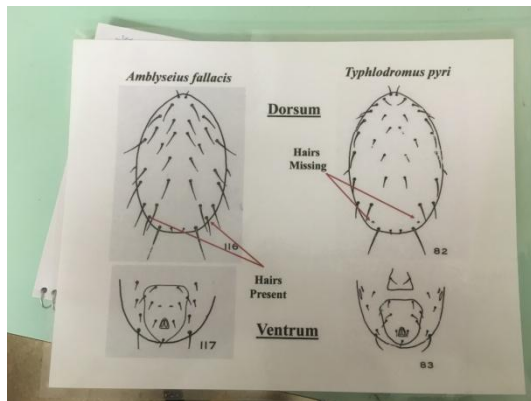 Amblyseius fallacis
Typhlodromus pyri
Dorsum
Hairs
Missing
116
82
Hairs
Present
Ventrum
117
83